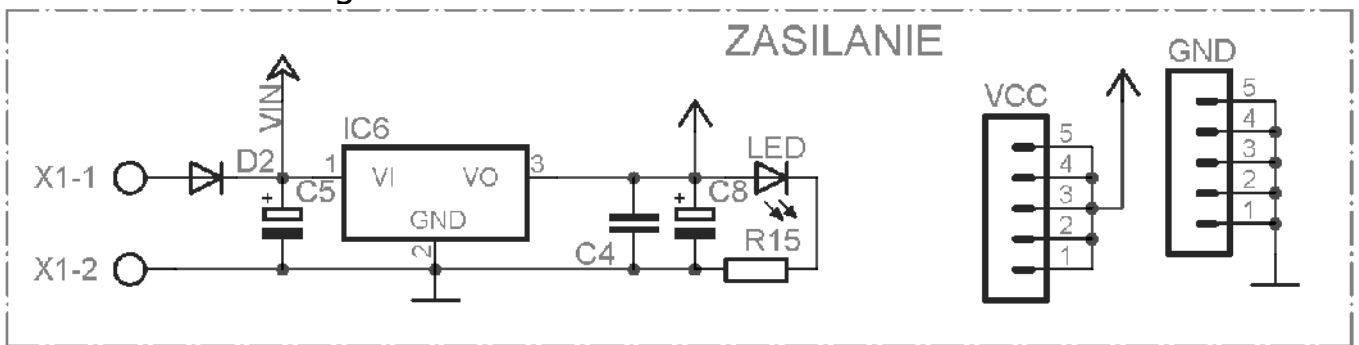 ZASILANIE
GND
VCC
VIN
IC6
LED
X1-1
D2
C5
1
VI
VO
3
C8
GND
2
R15
C4
X1-2
5
4
3
2
1
5
4
3
2
1
+
+